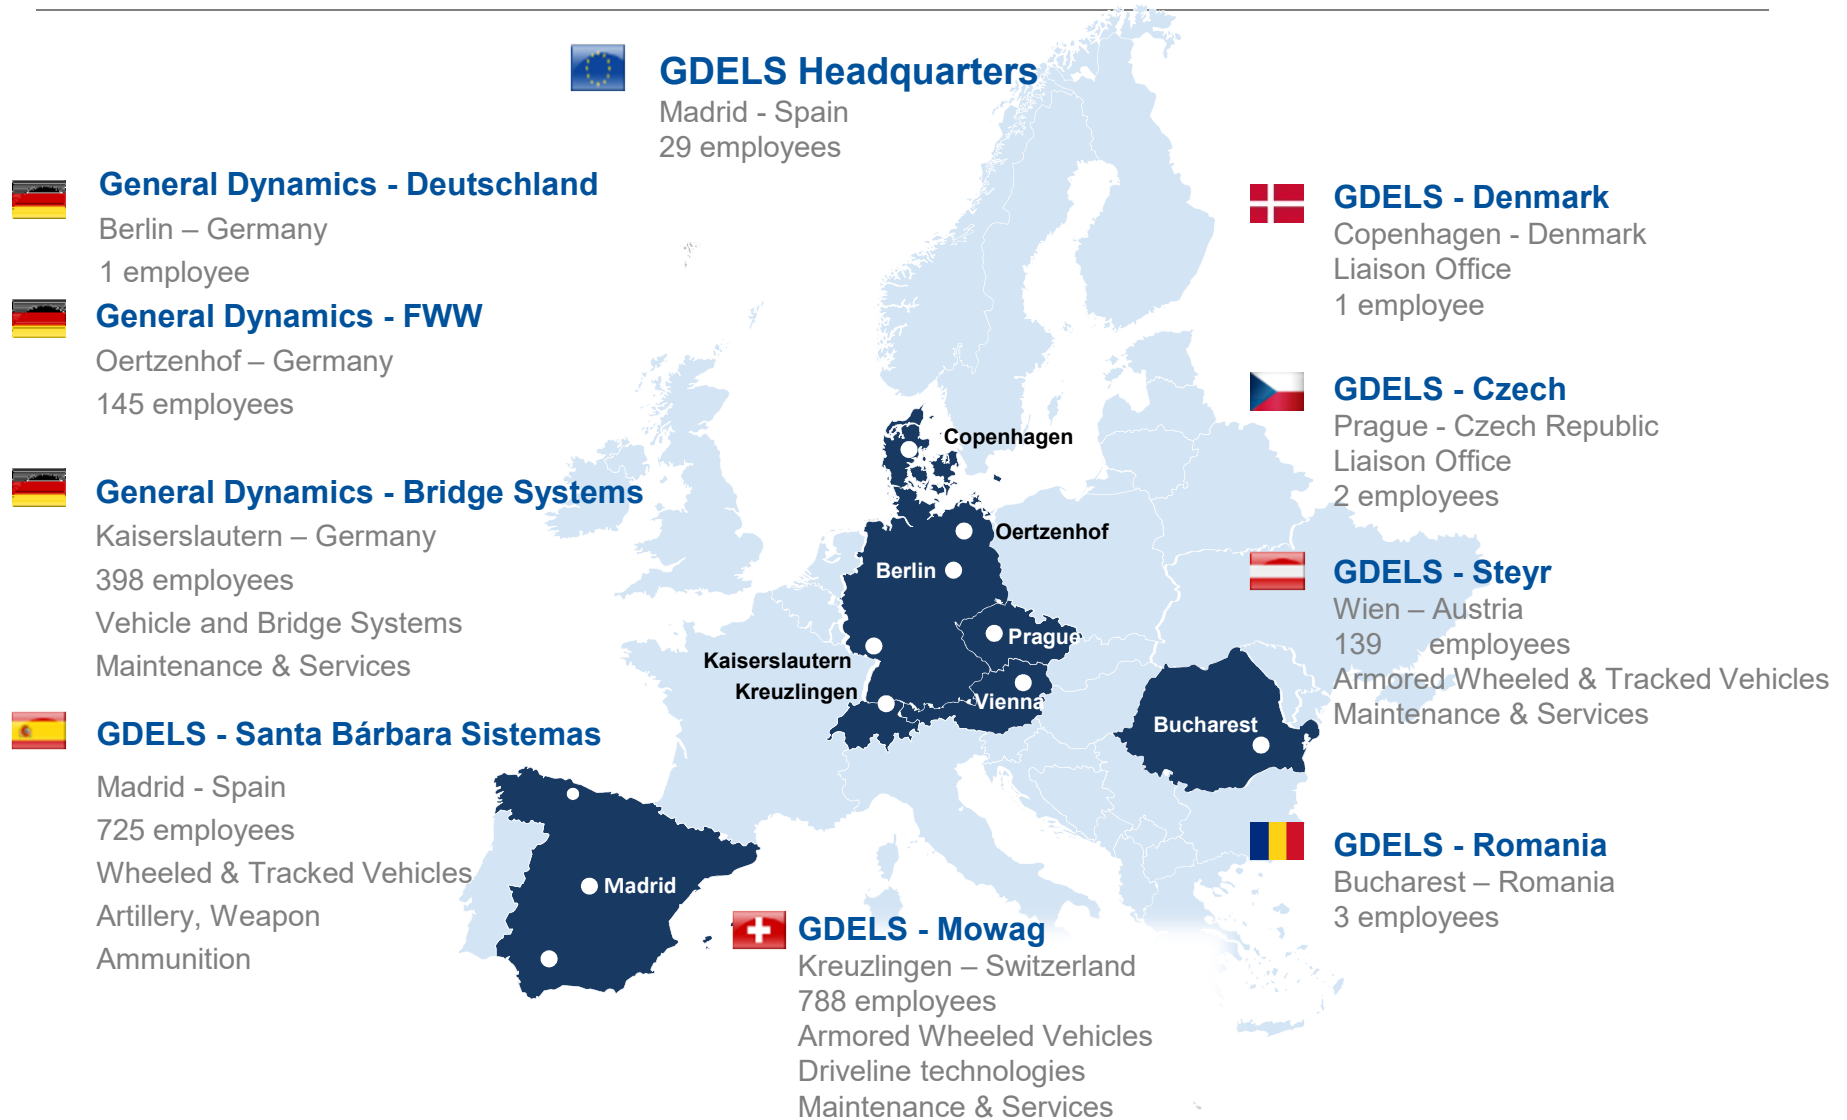 GDELS Headquarters
Madrid - Spain
29 employees
General Dynamics - Deutschland
Berlin – Germany
1 employee
General Dynamics - FWW
Oertzenhof – Germany
145 employees
General Dynamics - Bridge Systems
Kaiserslautern – Germany
398 employees
Vehicle and Bridge Systems
Maintenance & Services
GDELS - Santa Bárbara Sistemas
Madrid - Spain
725 employees
Wheeled & Tracked Vehicles
Artillery, Weapon
Ammunition
Copenhagen
Oertzenhof
Berlin
Prague
Kaiserslautern
Kreuzlingen
Vienna
Bucharest
Madrid
GDELS - Mowag
Kreuzlingen – Switzerland
788 employees
Armored Wheeled Vehicles
Driveline technologies
Maintenance & Services
GDELS - Denmark
Copenhagen - Denmark
Liaison Office
1 employee
GDELS - Czech
Prague - Czech Republic
Liaison Office
2 employees
GDELS - Steyr
Wien – Austria
139 employees
Armored Wheeled & Tracked Vehicles
Maintenance & Services
GDELS - Romania
Bucharest – Romania
3 employees